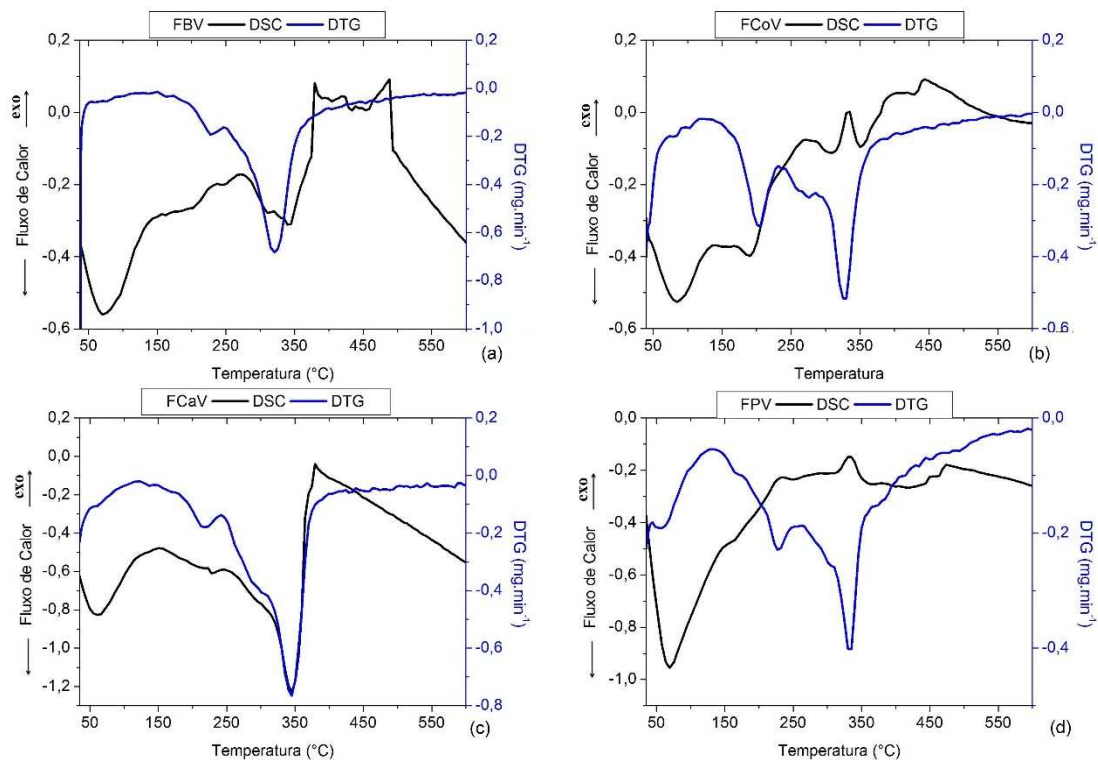 FBV DSC DTG
0,2
0,0
-0,2
-0,4
-0,6
Fluxo de Calor exo
0,2
0,0
-0,2
-0,4
-0,6
-0,8
-1,0
DTG (mg.min-1)
50 150 250 350 450 550
Temperatura (°C)
(a)
FCoV DSC DTG
0,2
0,0
-0,2
-0,4
-0,6
Fluxo de Calor exo
0,2
0,0
-0,2
-0,4
-0,6
DTG (mg.min-1)
50 150 250 350 450 550
Temperatura
(b)
FCaV DSC DTG
0,2
0,0
-0,2
-0,4
-0,6
-0,8
-1,0
-1,2
Fluxo de Calor exo
0,2
0,0
-0,2
-0,4
-0,6
-0,8
DTG (mg.min-1)
50 150 250 350 450 550
Temperatura (°C)
(c)
FPV DSC DTG
0,0
-0,2
-0,4
-0,6
-0,8
-1,0
Fluxo de Calor exo
0,0
-0,2
-0,4
DTG (mg.min-1)
50 150 250 350 450 550
Temperatura (°C)
(d)